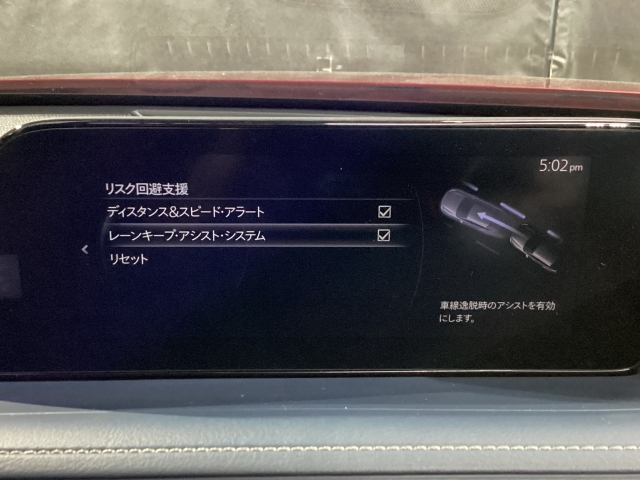 5:02pm
リスク回避支援
ディスタンス&スピード・アラート
レーンキープ・アシスト・システム
リセット
車線逸脱時のアシストを有効
にします。